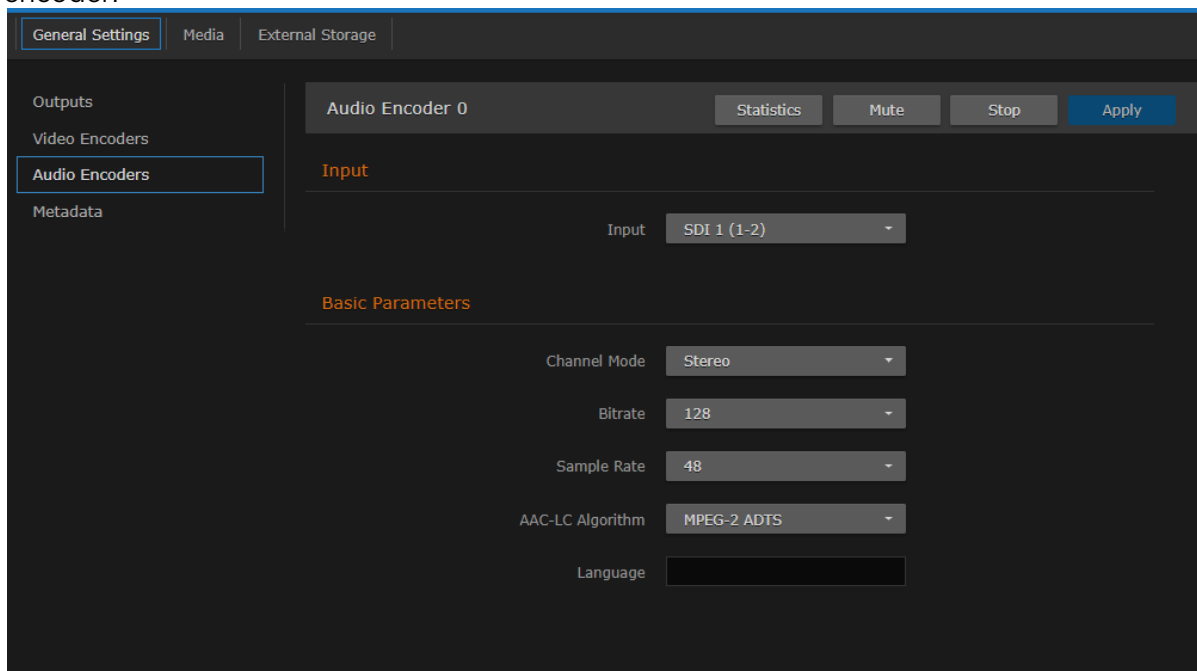 encoder.
General Settings Media External Storage
Outputs
Video Encoders
Audio Encoders
Metadata
Audio Encoder 0 Statistics Mute Stop Apply
Input
Input SDI 1 (1-2)
Basic Parameters
Channel Mode Stereo
Bitrate 128
Sample Rate 48
AAC-LC Algorithm MPEG-2 ADTS
Language